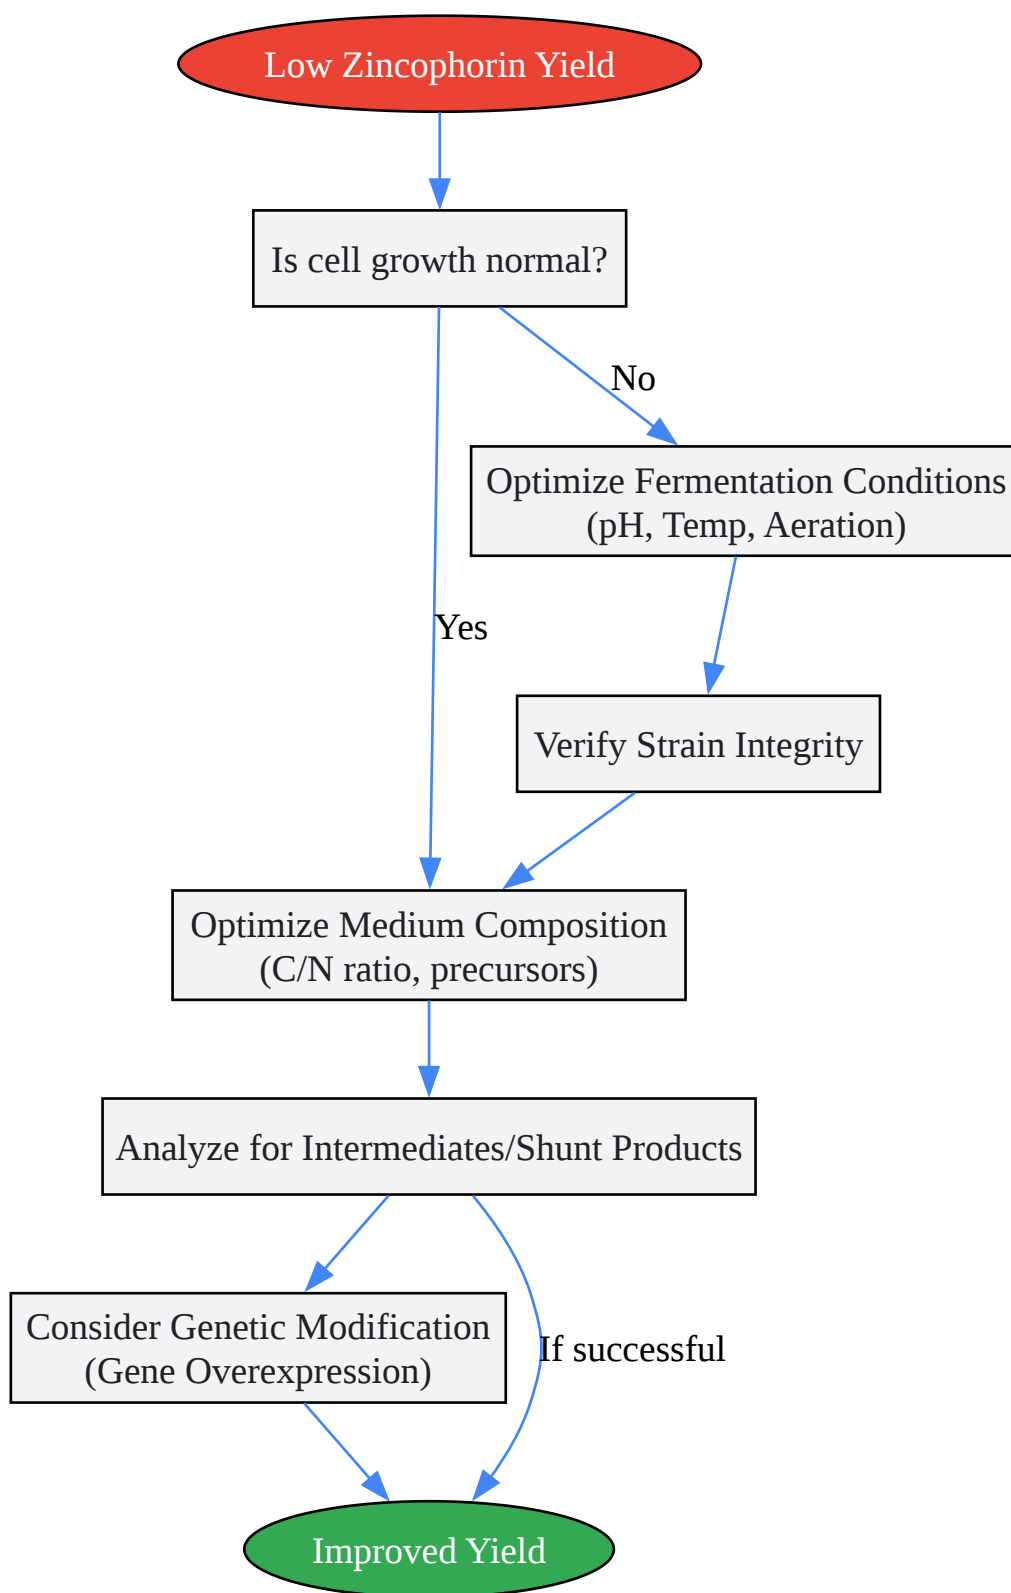 Low Zincophorin Yield
Is cell growth normal?
No
Optimize Fermentation Conditions
(pH, Temp, Aeration)
Yes
Verify Strain Integrity
Optimize Medium Composition
(C/N ratio, precursors)
Analyze for Intermediates/Shunt Products
Consider Genetic Modification
(Gene Overexpression)
If successful
Improved Yield